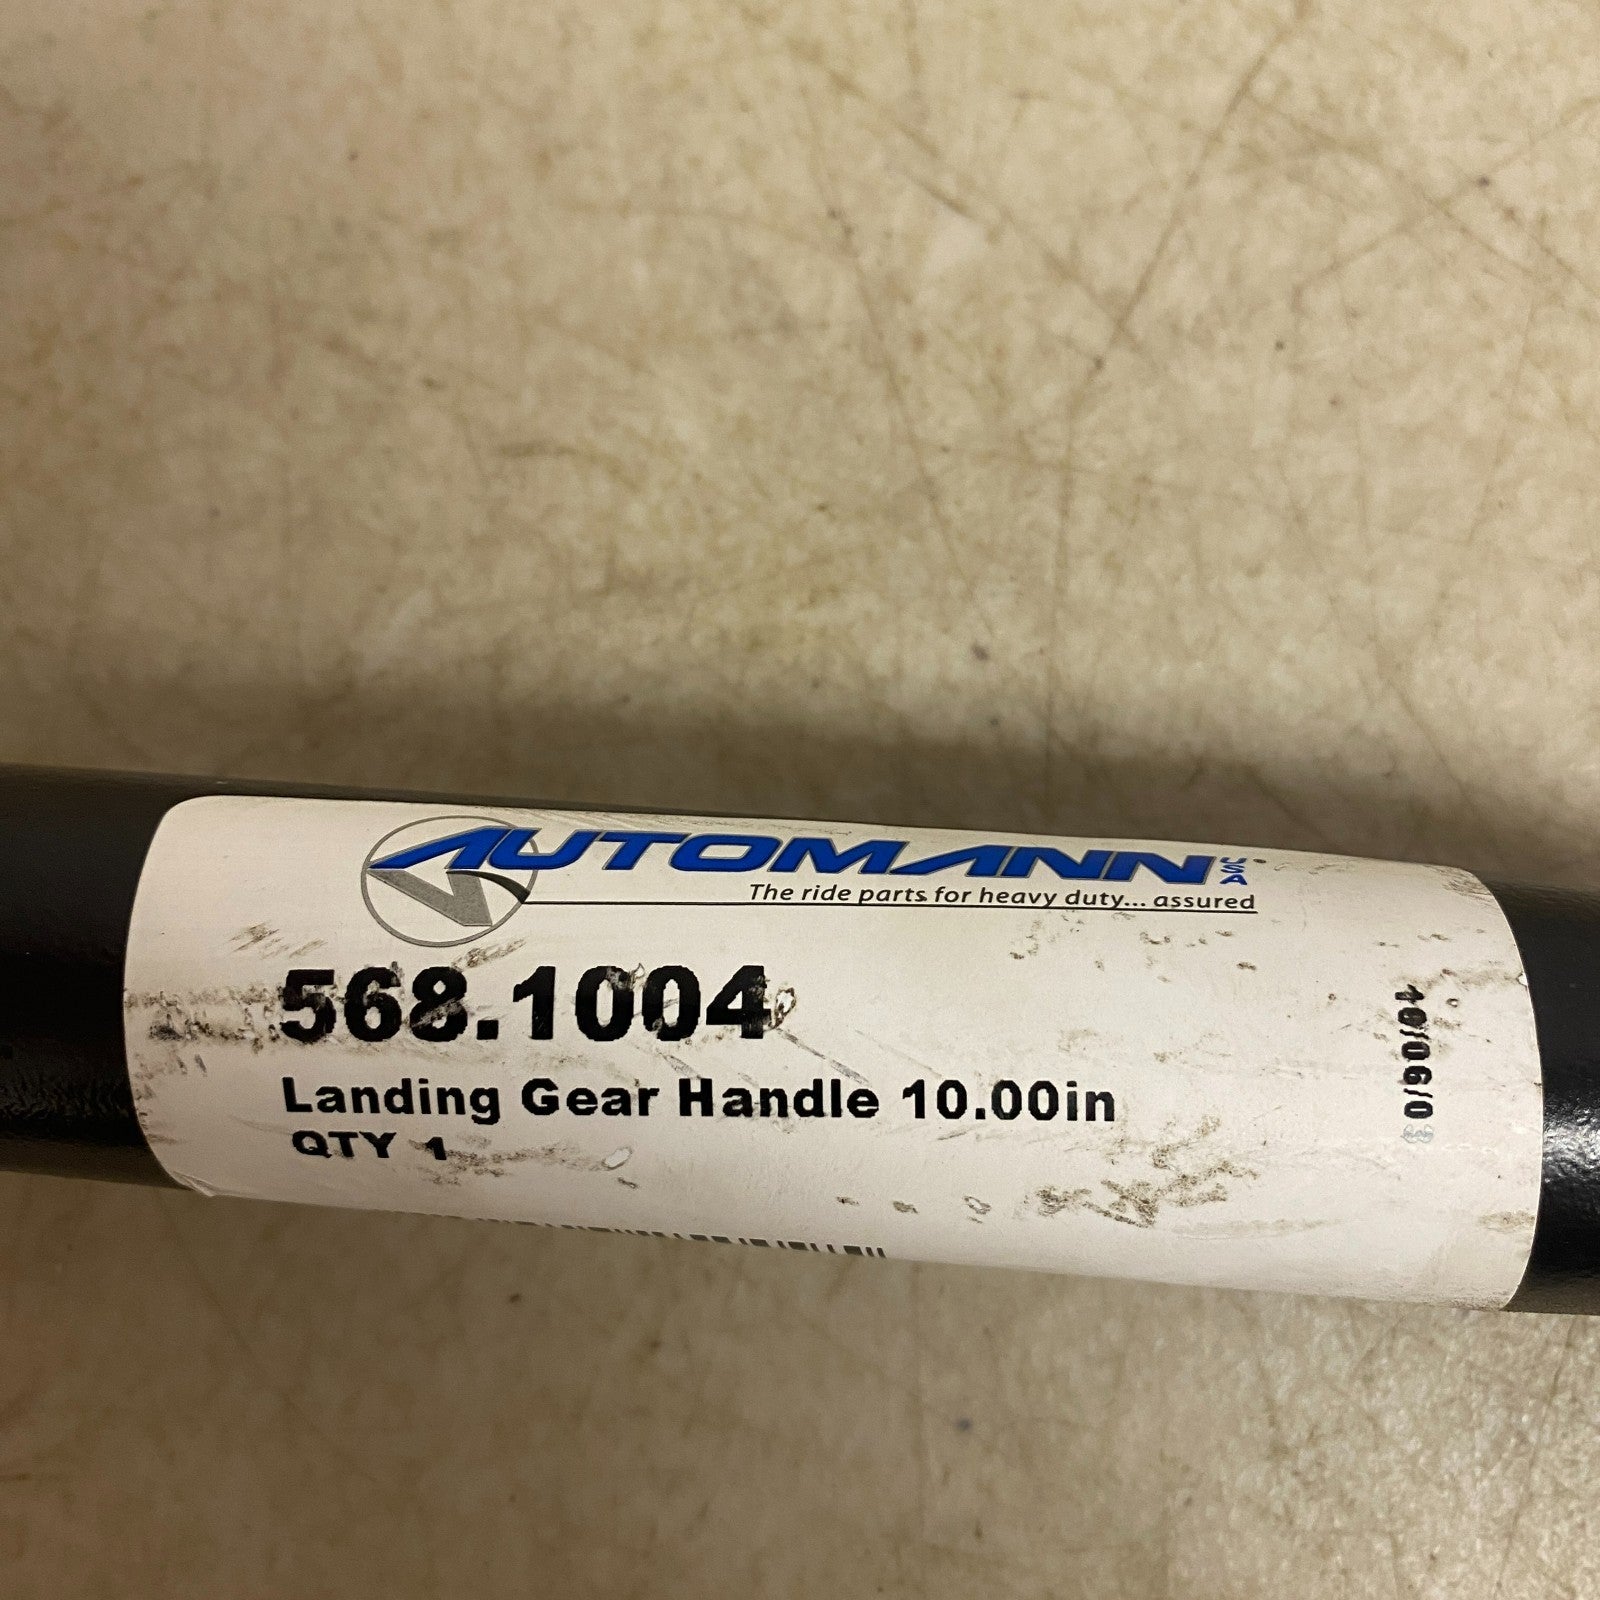 AUTOMANN USA
The ride parts for heavy duty... assured
568.1004
Landing Gear Handle 10.00in
QTY 1